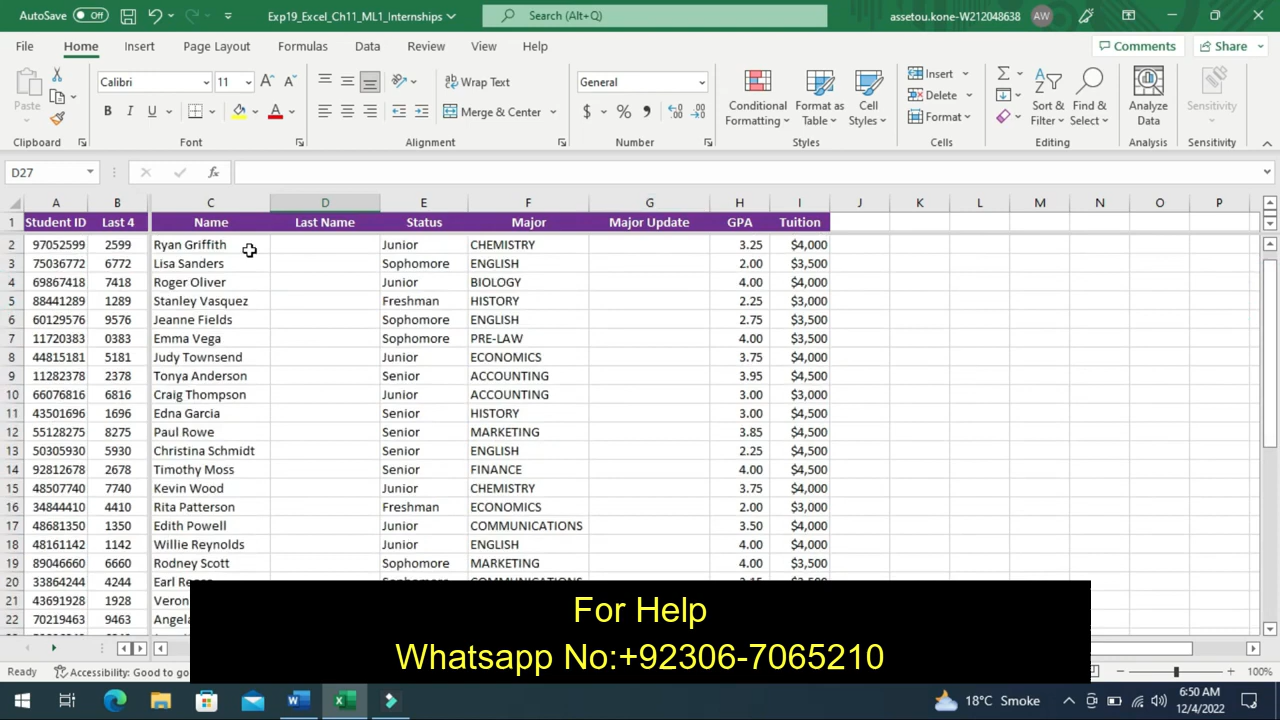 AutoSave Off Exp19_Excel_Ch11_ML1_Internships Search (Alt+Q) assetou.kone-W212048638 AW
File Home Insert Page Layout Formulas Data Review View Help Comments Share
Paste Calibri 11 Wrap Text General Conditional Formatting Format as Table Cell Styles Insert Sort & Filter Find & Select Analyze Data Sensitivity
Delete
B I U Merge & Center $ % Format
Clipboard Font Alignment Number Styles Cells Editing Analysis Sensitivity
D27 fx
A B C D E F G H I J K L M N O P
1 Student ID Last 4 Name Last Name Status Major Major Update GPA Tuition
2 97052599 2599 Ryan Griffith Junior CHEMISTRY 3.25 $4,000
3 75036772 6772 Lisa Sanders Sophomore ENGLISH 2.00 $3,500
4 69867418 7418 Roger Oliver Junior BIOLOGY 4.00 $4,000
5 88441289 1289 Stanley Vasquez Freshman HISTORY 2.25 $3,000
6 60129576 9576 Jeanne Fields Sophomore ENGLISH 2.75 $3,500
7 11720383 0383 Emma Vega Sophomore PRE-LAW 4.00 $3,500
8 44815181 5181 Judy Townsend Junior ECONOMICS 3.75 $4,000
9 11282378 2378 Tonya Anderson Senior ACCOUNTING 3.95 $4,500
10 66076816 6816 Craig Thompson Junior ACCOUNTING 3.00 $3,000
11 43501696 1696 Edna Garcia Senior HISTORY 3.00 $4,500
12 55128275 8275 Paul Rowe Senior MARKETING 3.85 $4,500
13 50305930 5930 Christina Schmidt Senior ENGLISH 2.25 $4,500
14 92812678 2678 Timothy Moss Senior FINANCE 4.00 $4,500
15 48507740 7740 Kevin Wood Junior CHEMISTRY 3.75 $4,000
16 34844410 4410 Rita Patterson Freshman ECONOMICS 2.00 $3,000
17 48681350 1350 Edith Powell Junior COMMUNICATIONS 3.50 $4,000
18 48161142 1142 Willie Reynolds Junior ENGLISH 4.00 $4,000
19 89046660 6660 Rodney Scott Sophomore MARKETING 4.00 $3,500
20 33864244 4244 Earl
21 43691928 1928
22 70219463 9463
For Help
Whatsapp No:+92306-7065210
Ready Accessibility: Good to 100%
18°C Smoke 6:50 AM
12/4/2022